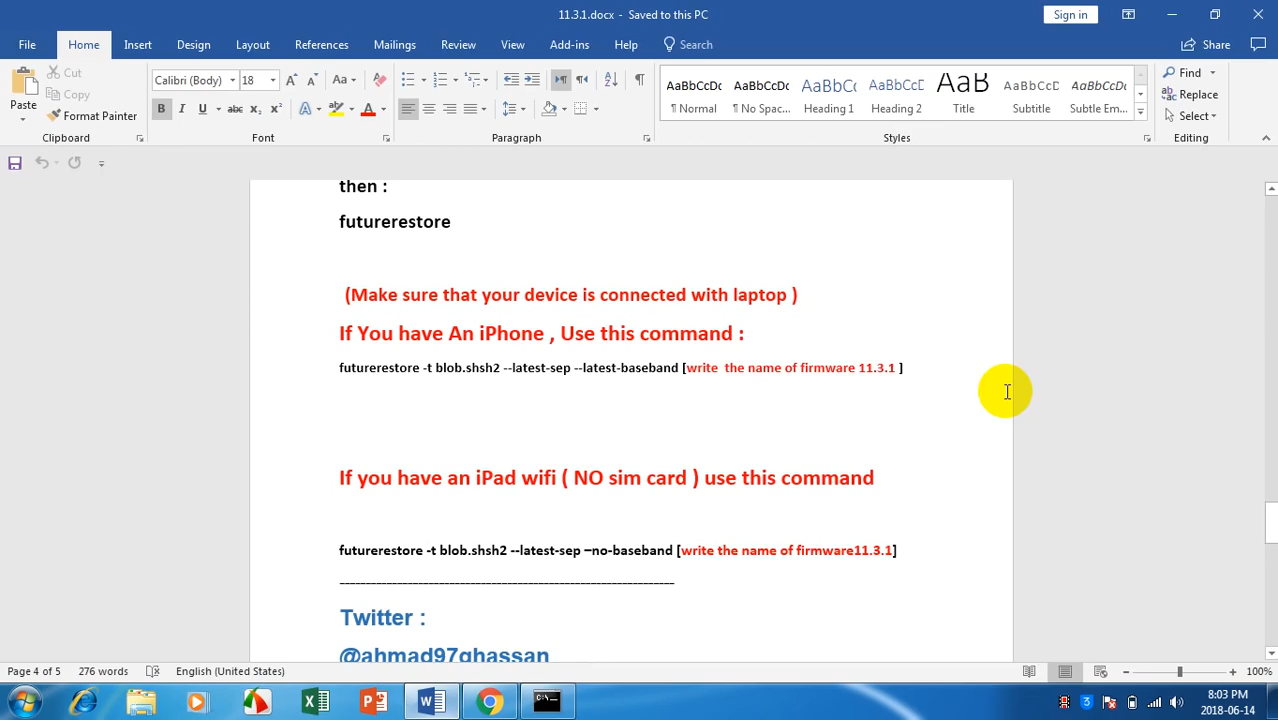 11.3.1.docx - Saved to this PC
Sign in
File Home Insert Design Layout References Mailings Review View Add-ins Help Search Share
Paste
Cut
Copy
Format Painter
Clipboard
Calibri (Body) 18
Font
Paragraph
AaBbCcDc AaBbCcDc AaBbC AaBbCcD AaB AaBbCcD AaBbCcD
¶ Normal ¶ No Spac... Heading 1 Heading 2 Title Subtitle Subtle Em...
Styles
Find
Replace
Select
Editing
then :
futurerestore
(Make sure that your device is connected with laptop )
If You have An iPhone , Use this command :
futurerestore -t blob.shsh2 --latest-sep --latest-baseband [write the name of firmware 11.3.1 ]
If you have an iPad wifi ( NO sim card ) use this command
futurerestore -t blob.shsh2 --latest-sep –no-baseband [write the name of firmware11.3.1]
Twitter :
@ahmad97ghassan
Page 4 of 5 276 words English (United States) 100%
8:03 PM
2018-06-14